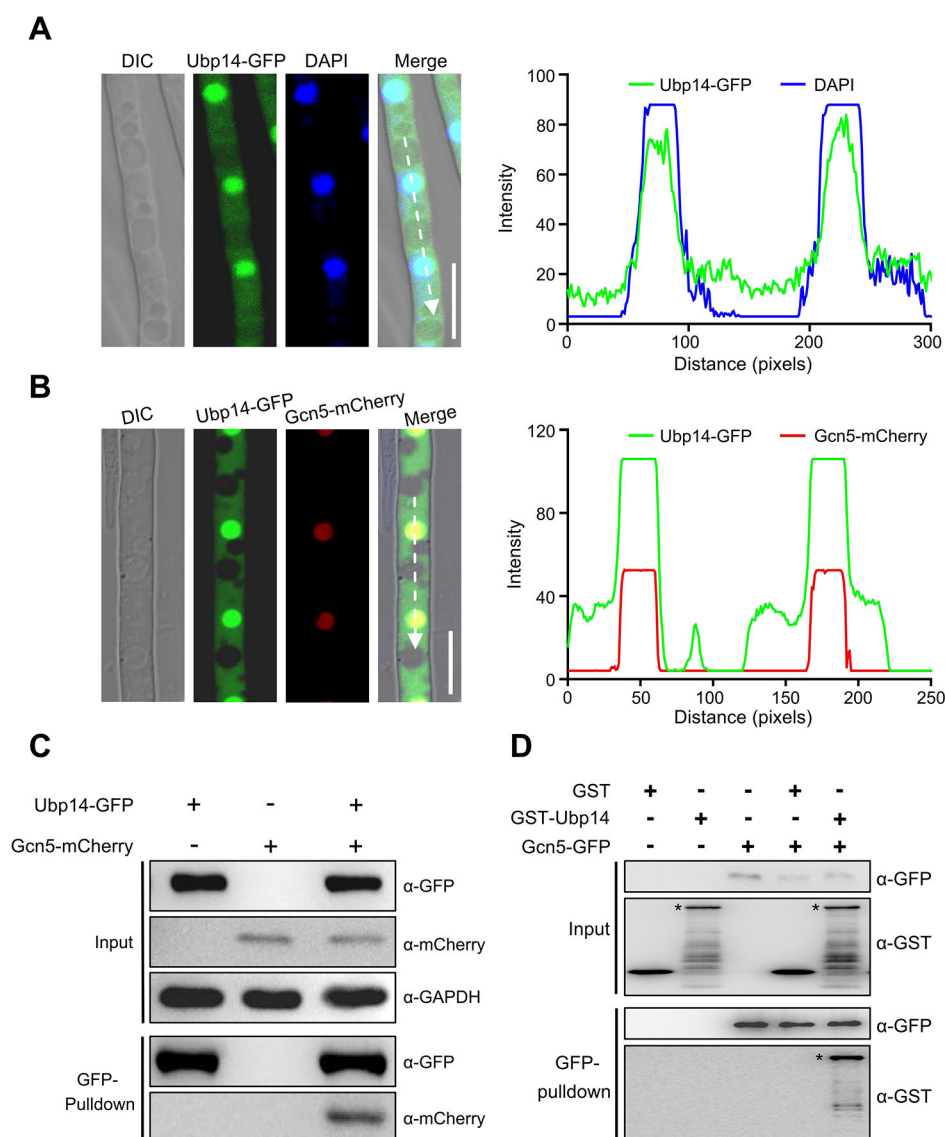 A
DIC Ubp14-GFP DAPI Merge
Ubp14-GFP DAPI
100
80
60
40
20
0
Intensity
0 100 200 300
Distance (pixels)
B
DIC Ubp14-GFP Gcn5-mCherry Merge
Ubp14-GFP Gcn5-mCherry
120
80
40
0
Intensity
0 50 100 150 200 250
Distance (pixels)
C
Ubp14-GFP + - +
Gcn5-mCherry - + +
Input
α-GFP
α-mCherry
α-GAPDH
GFP-
Pulldown
α-GFP
α-mCherry
D
GST + - - + -
GST-Ubp14 - + - - +
Gcn5-GFP - - + + +
Input
α-GFP
* *
α-GST
GFP-
pulldown
α-GFP
*
α-GST